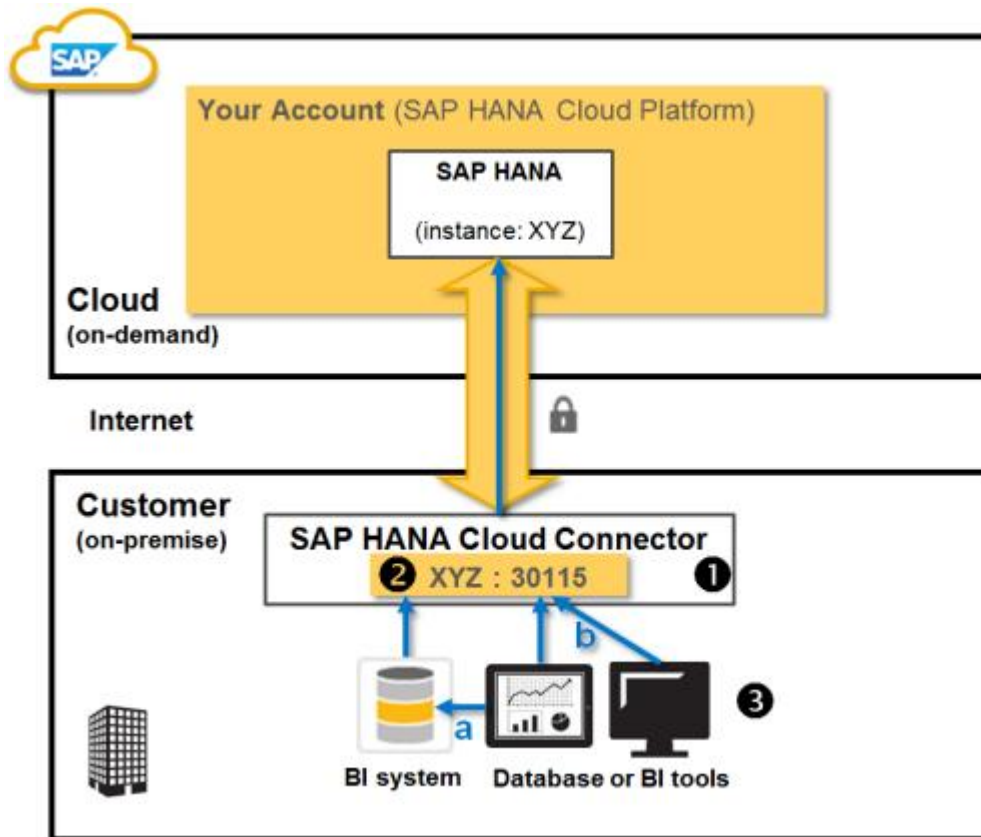 SAP
Your Account (SAP HANA Cloud Platform)
SAP HANA
(instance: XYZ)
Cloud
(on-demand)
Internet
Customer
(on-premise)
SAP HANA Cloud Connector
2 XYZ : 30115 1
b
a
3
BI system Database or BI tools